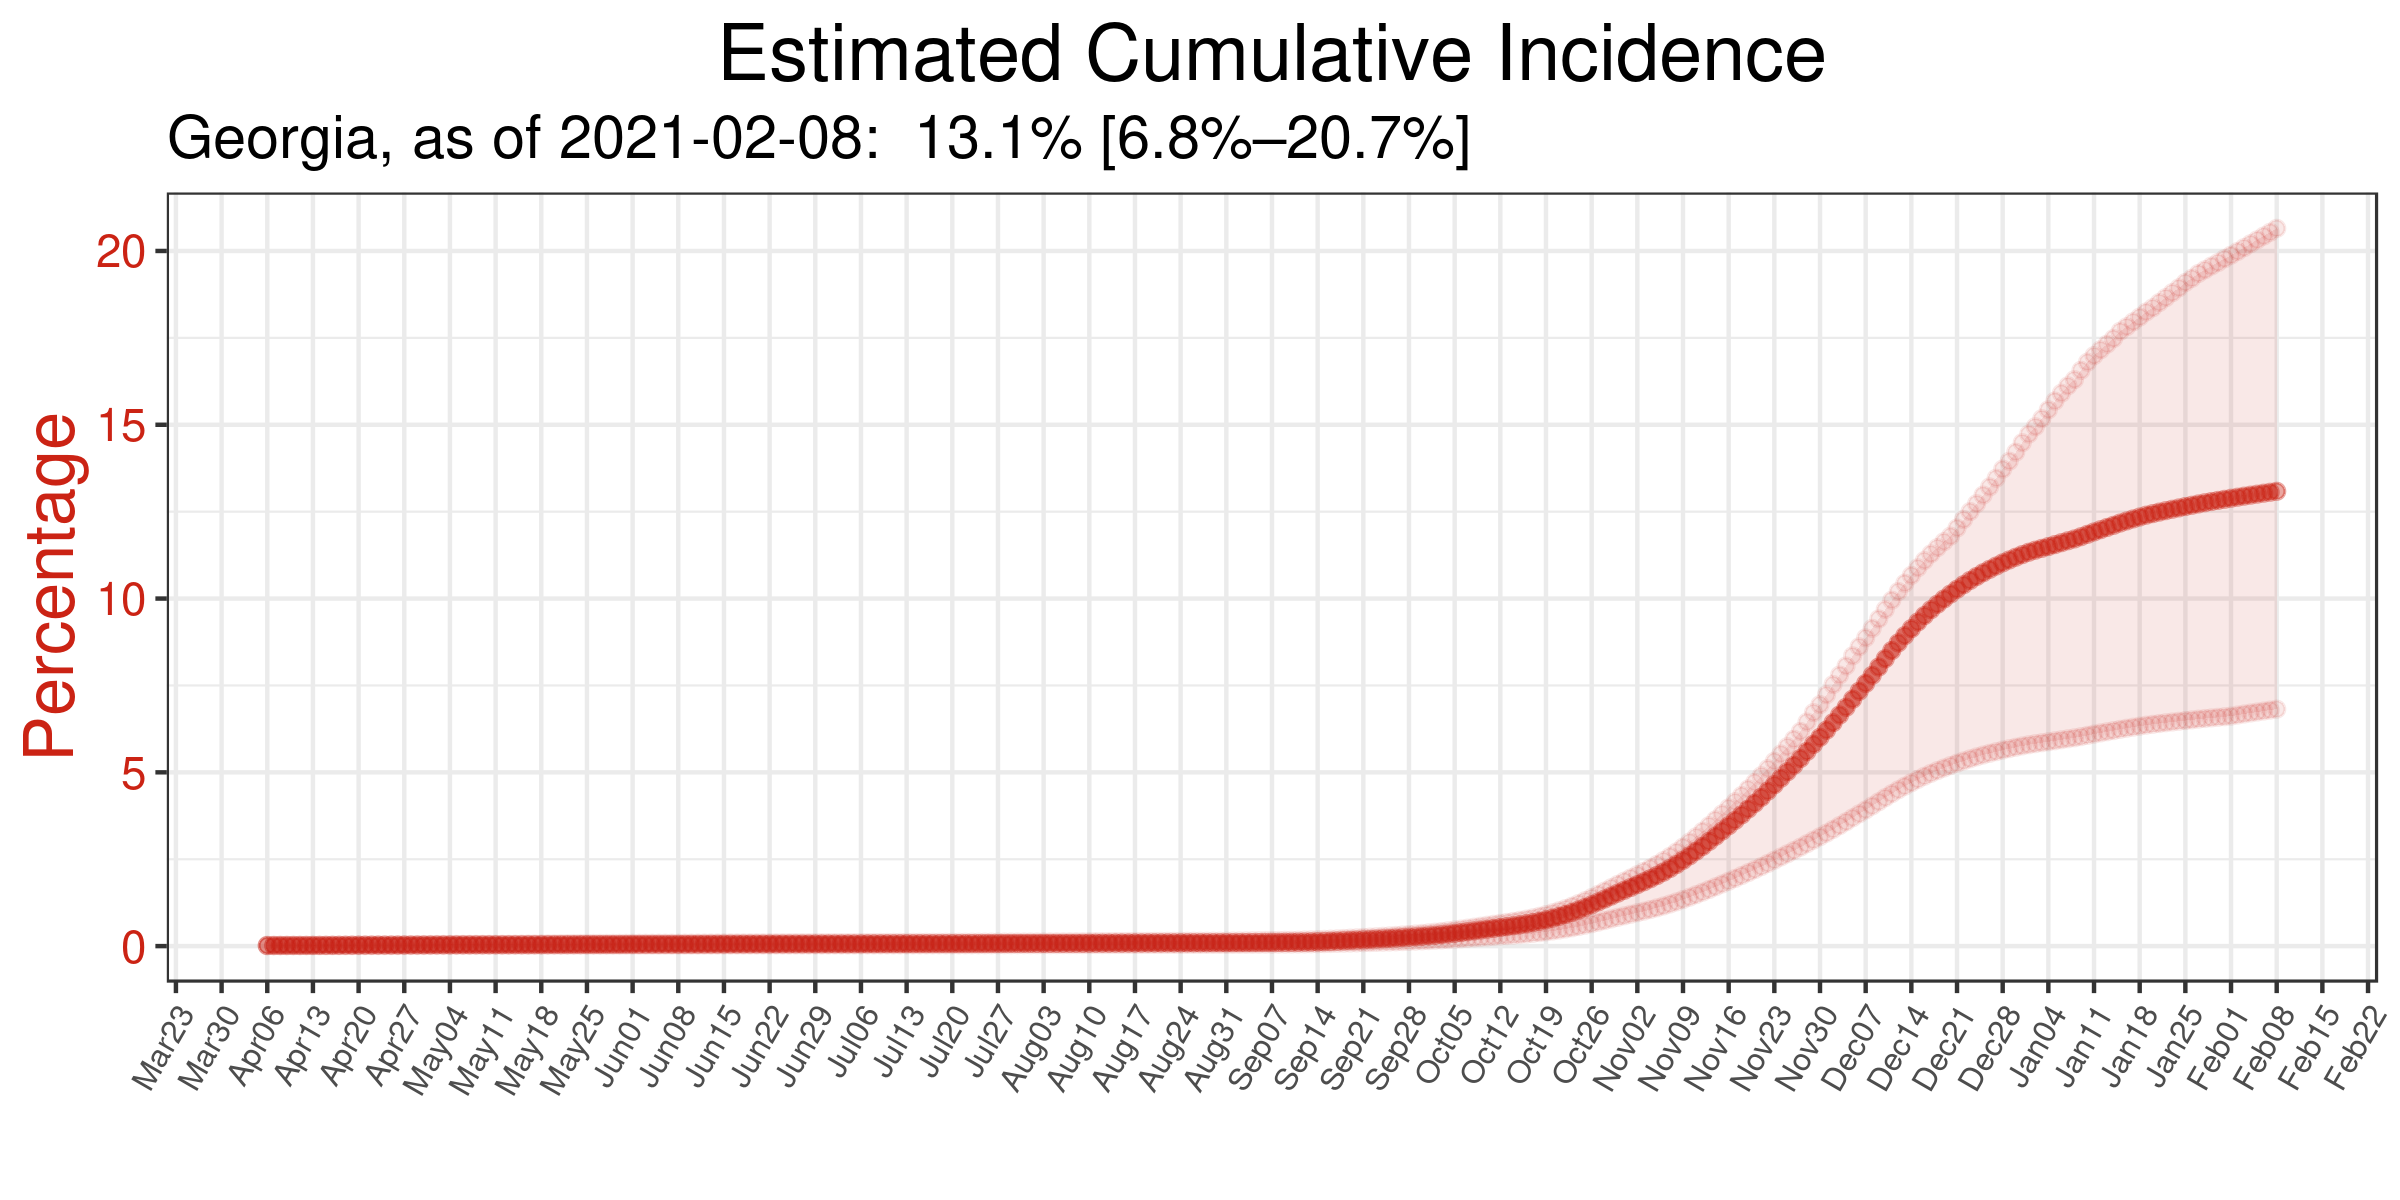 Estimated Cumulative Incidence
Georgia, as of 2021-02-08:  13.1% [6.8%–20.7%]
Percentage
20
15
10
5
0
Mar23
Mar30
Apr06
Apr13
Apr20
Apr27
May04
May11
May18
May25
Jun01
Jun08
Jun15
Jun22
Jun29
Jul06
Jul13
Jul20
Jul27
Aug03
Aug10
Aug17
Aug24
Aug31
Sep07
Sep14
Sep21
Sep28
Oct05
Oct12
Oct19
Oct26
Nov02
Nov09
Nov16
Nov23
Nov30
Dec07
Dec14
Dec21
Dec28
Jan04
Jan11
Jan18
Jan25
Feb01
Feb08
Feb15
Feb22